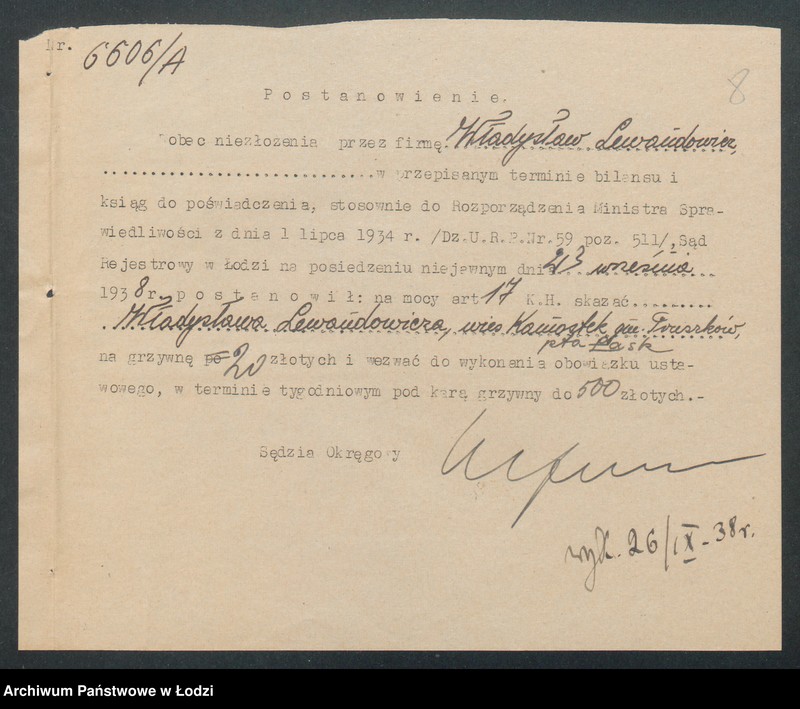 Nr. 6606/A
8
Postanowienie.
Wobec niezłożenia przez firmę Władysław Lewandowicz,
..............................w przepisanym terminie bilansu i
ksiąg do poświadczenia, stosownie do Rozporządzenia Ministra Spra-
wiedliwości z dnia 1 lipca 1934 r. /Dz.U.R.P.Nr.59 poz. 511/, Sąd
Rejestrowy w Łodzi na posiedzeniu niejawnym dnia 23 września
1938 r. postanowił: na mocy art 17 K.H. skazać.........
Władysława Lewandowicza, wieś Kamostek gm.
pta Łask
na grzywnę po 20 złotych i wezwać do wykonania obowiązku usta-
wowego, w terminie tygodniowym pod karą grzywny do 500 złotych.-
Sędzia Okręgowy
wyk. 26/IX-38r.
Archiwum Państwowe w Łodzi